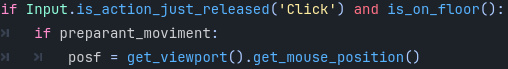 if Input.is_action_just_released('Click') and is_on_floor():
if preparant_moviment:
posf = get_viewport().get_mouse_position()